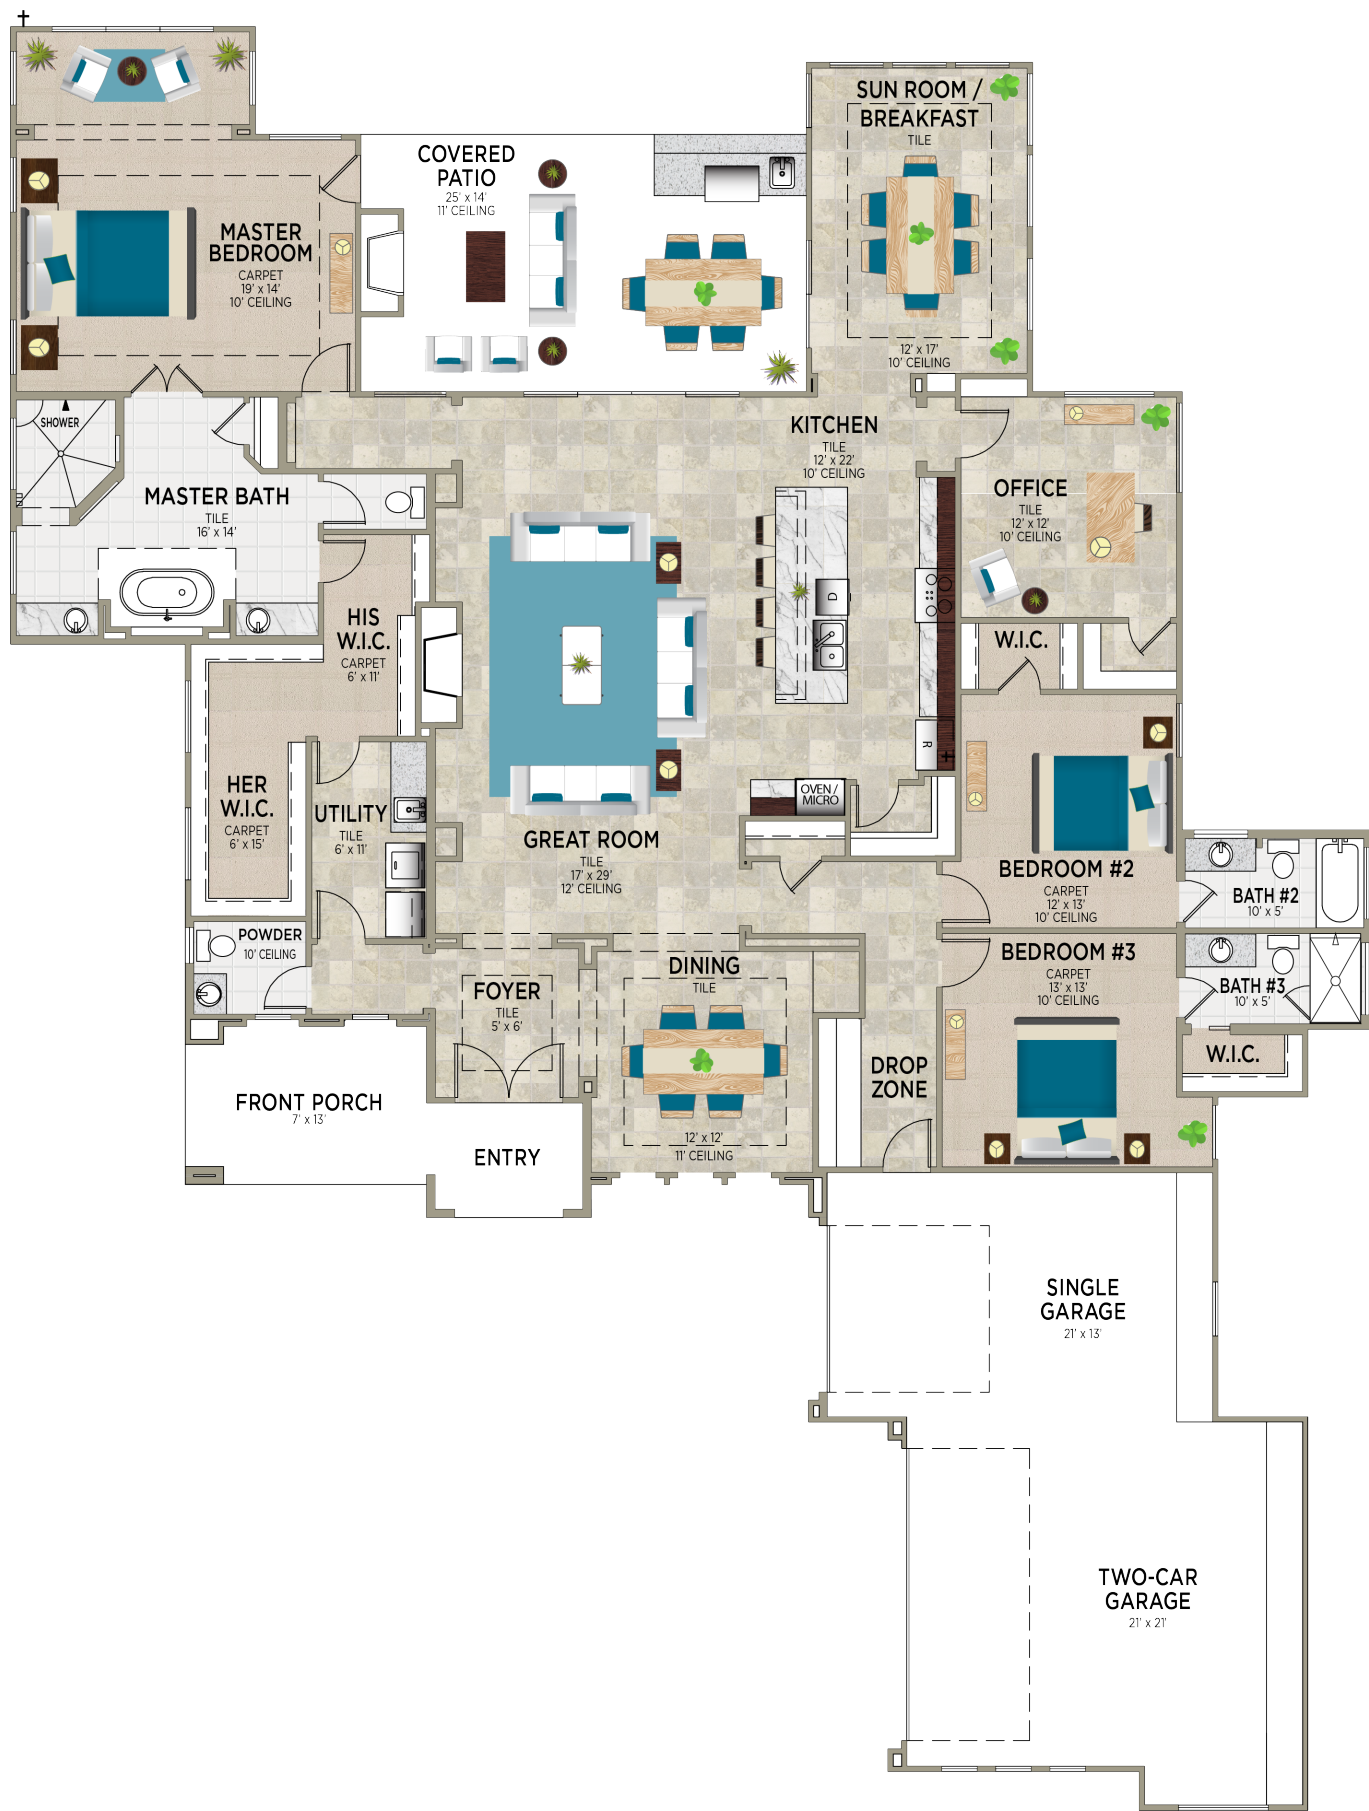 SUN ROOM /
BREAKFAST
TILE
12' x 17'
10' CEILING
COVERED
PATIO
25' x 14'
11' CEILING
MASTER
BEDROOM
CARPET
19' x 14'
10' CEILING
SHOWER
MASTER BATH
TILE
16' x 14'
KITCHEN
TILE
12' x 22'
10' CEILING
OFFICE
TILE
12' x 12'
10' CEILING
D
HIS
W.I.C.
CARPET
6' x 11'
W.I.C.
R
HER
W.I.C.
CARPET
6' x 15'
UTILITY
TILE
6' x 11'
OVEN /
MICRO
GREAT ROOM
TILE
17' x 29'
12' CEILING
BEDROOM #2
CARPET
12' x 13'
10' CEILING
BATH #2
10' x 5'
POWDER
10' CEILING
BEDROOM #3
CARPET
13' x 13'
10' CEILING
BATH #3
10' x 5'
W.I.C.
FOYER
TILE
5' x 6'
DINING
TILE
12' x 12'
11' CEILING
DROP
ZONE
FRONT PORCH
7' x 13'
ENTRY
SINGLE
GARAGE
21' x 13'
TWO-CAR
GARAGE
21' x 21'